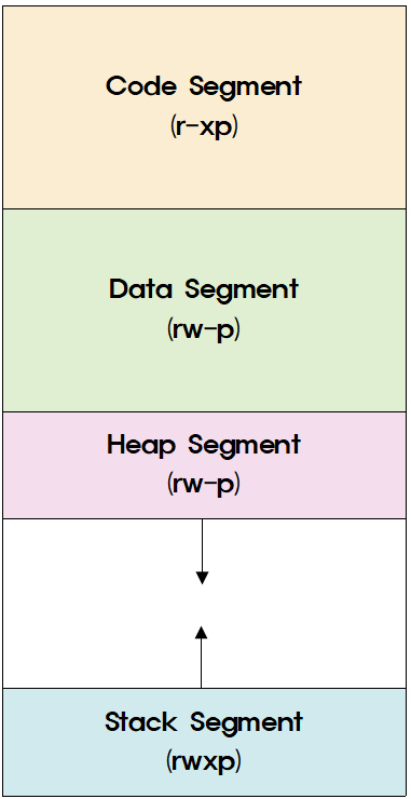 Code Segment
(r-xp)
Data Segment
(rw-p)
Heap Segment
(rw-p)
Stack Segment
(rwxp)